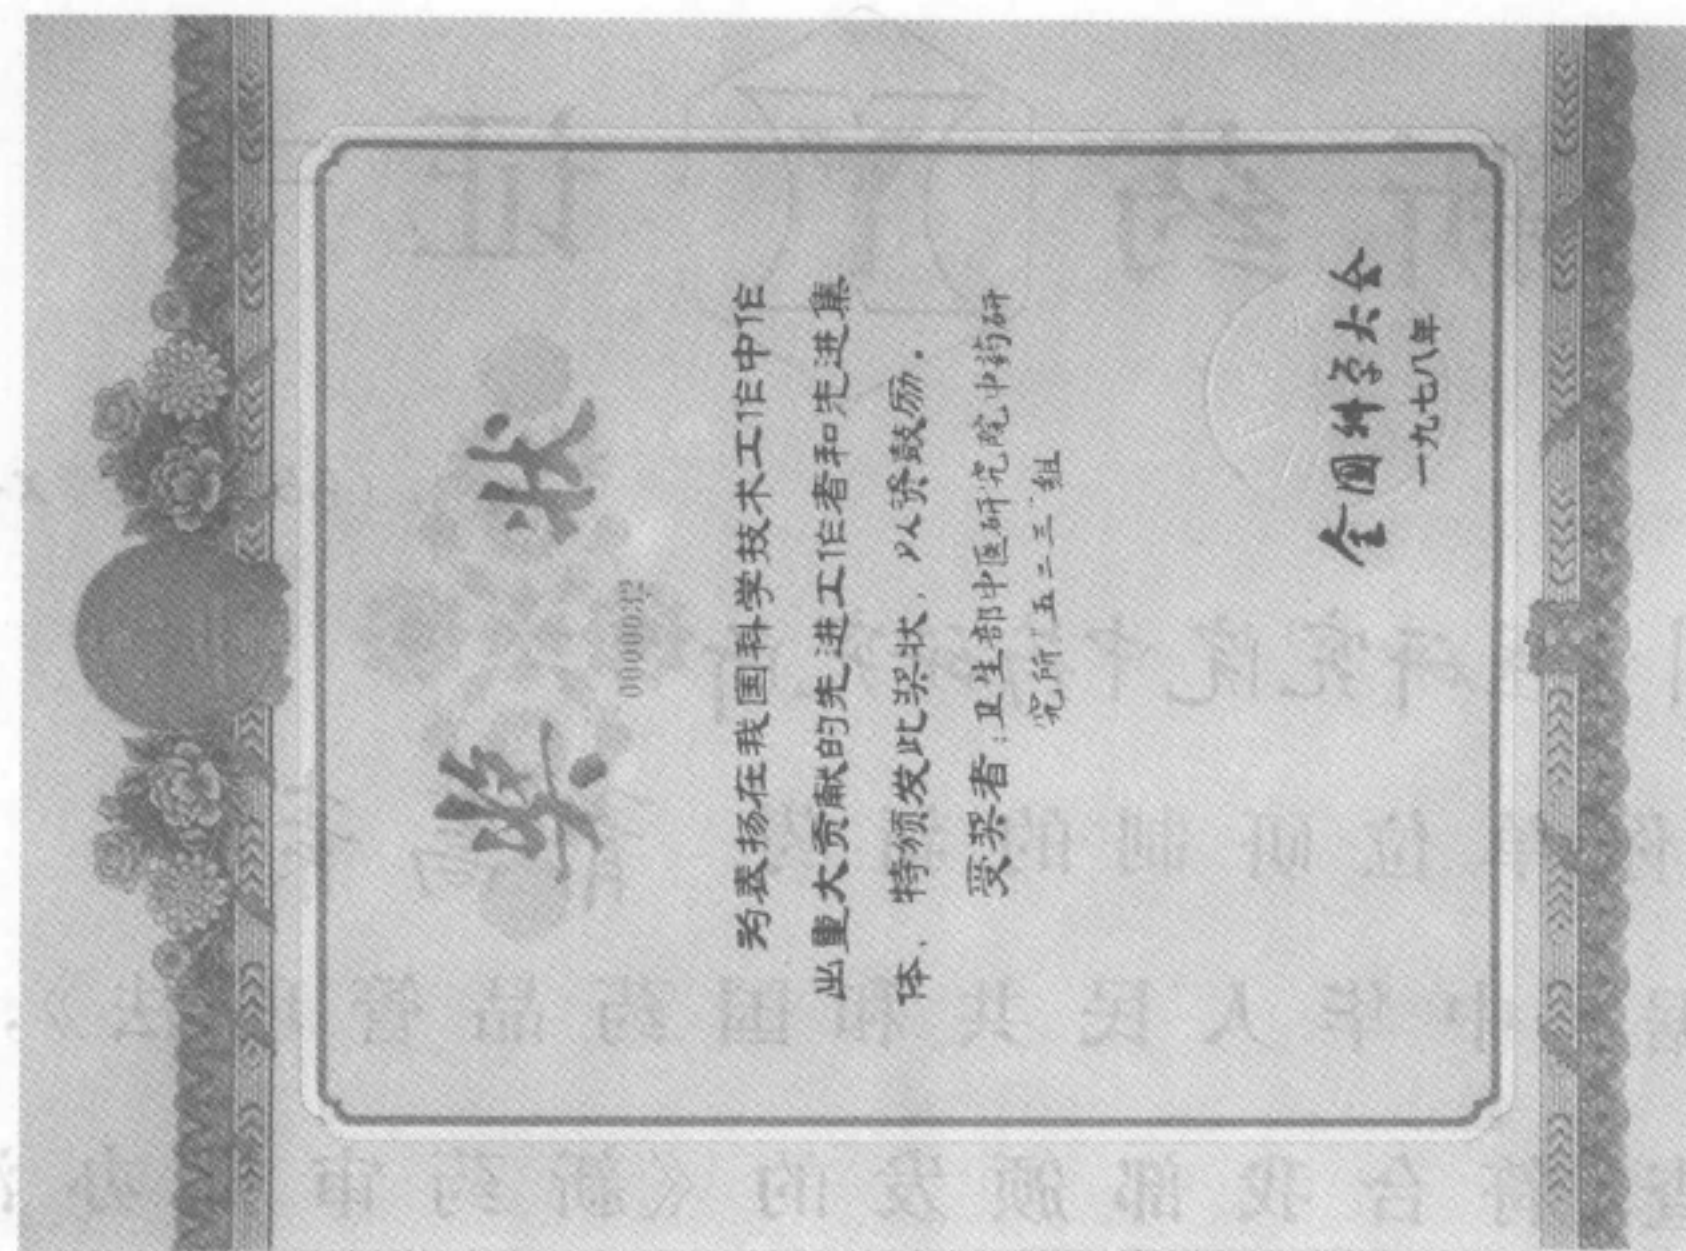 奖 状
为表扬在我国科学技术工作中作
出重大贡献的先进工作者和先进集
体，特颁发此奖状，以资鼓励。
受奖者：卫生部中医研究院中药研
究所“五二三”组
全国科学大会
一九七八年